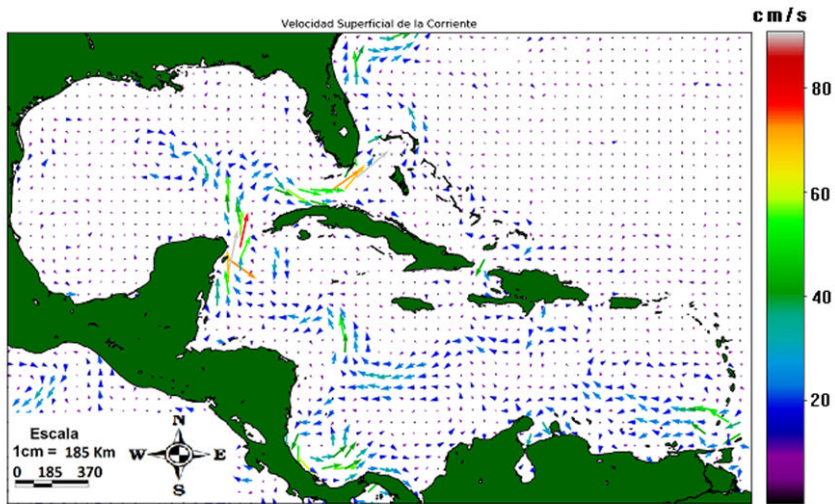 cm/s
Velocidad Superficial de la Corriente
80
60
40
20
N
W E
S
Escala
1cm = 185 Km
0 185 370